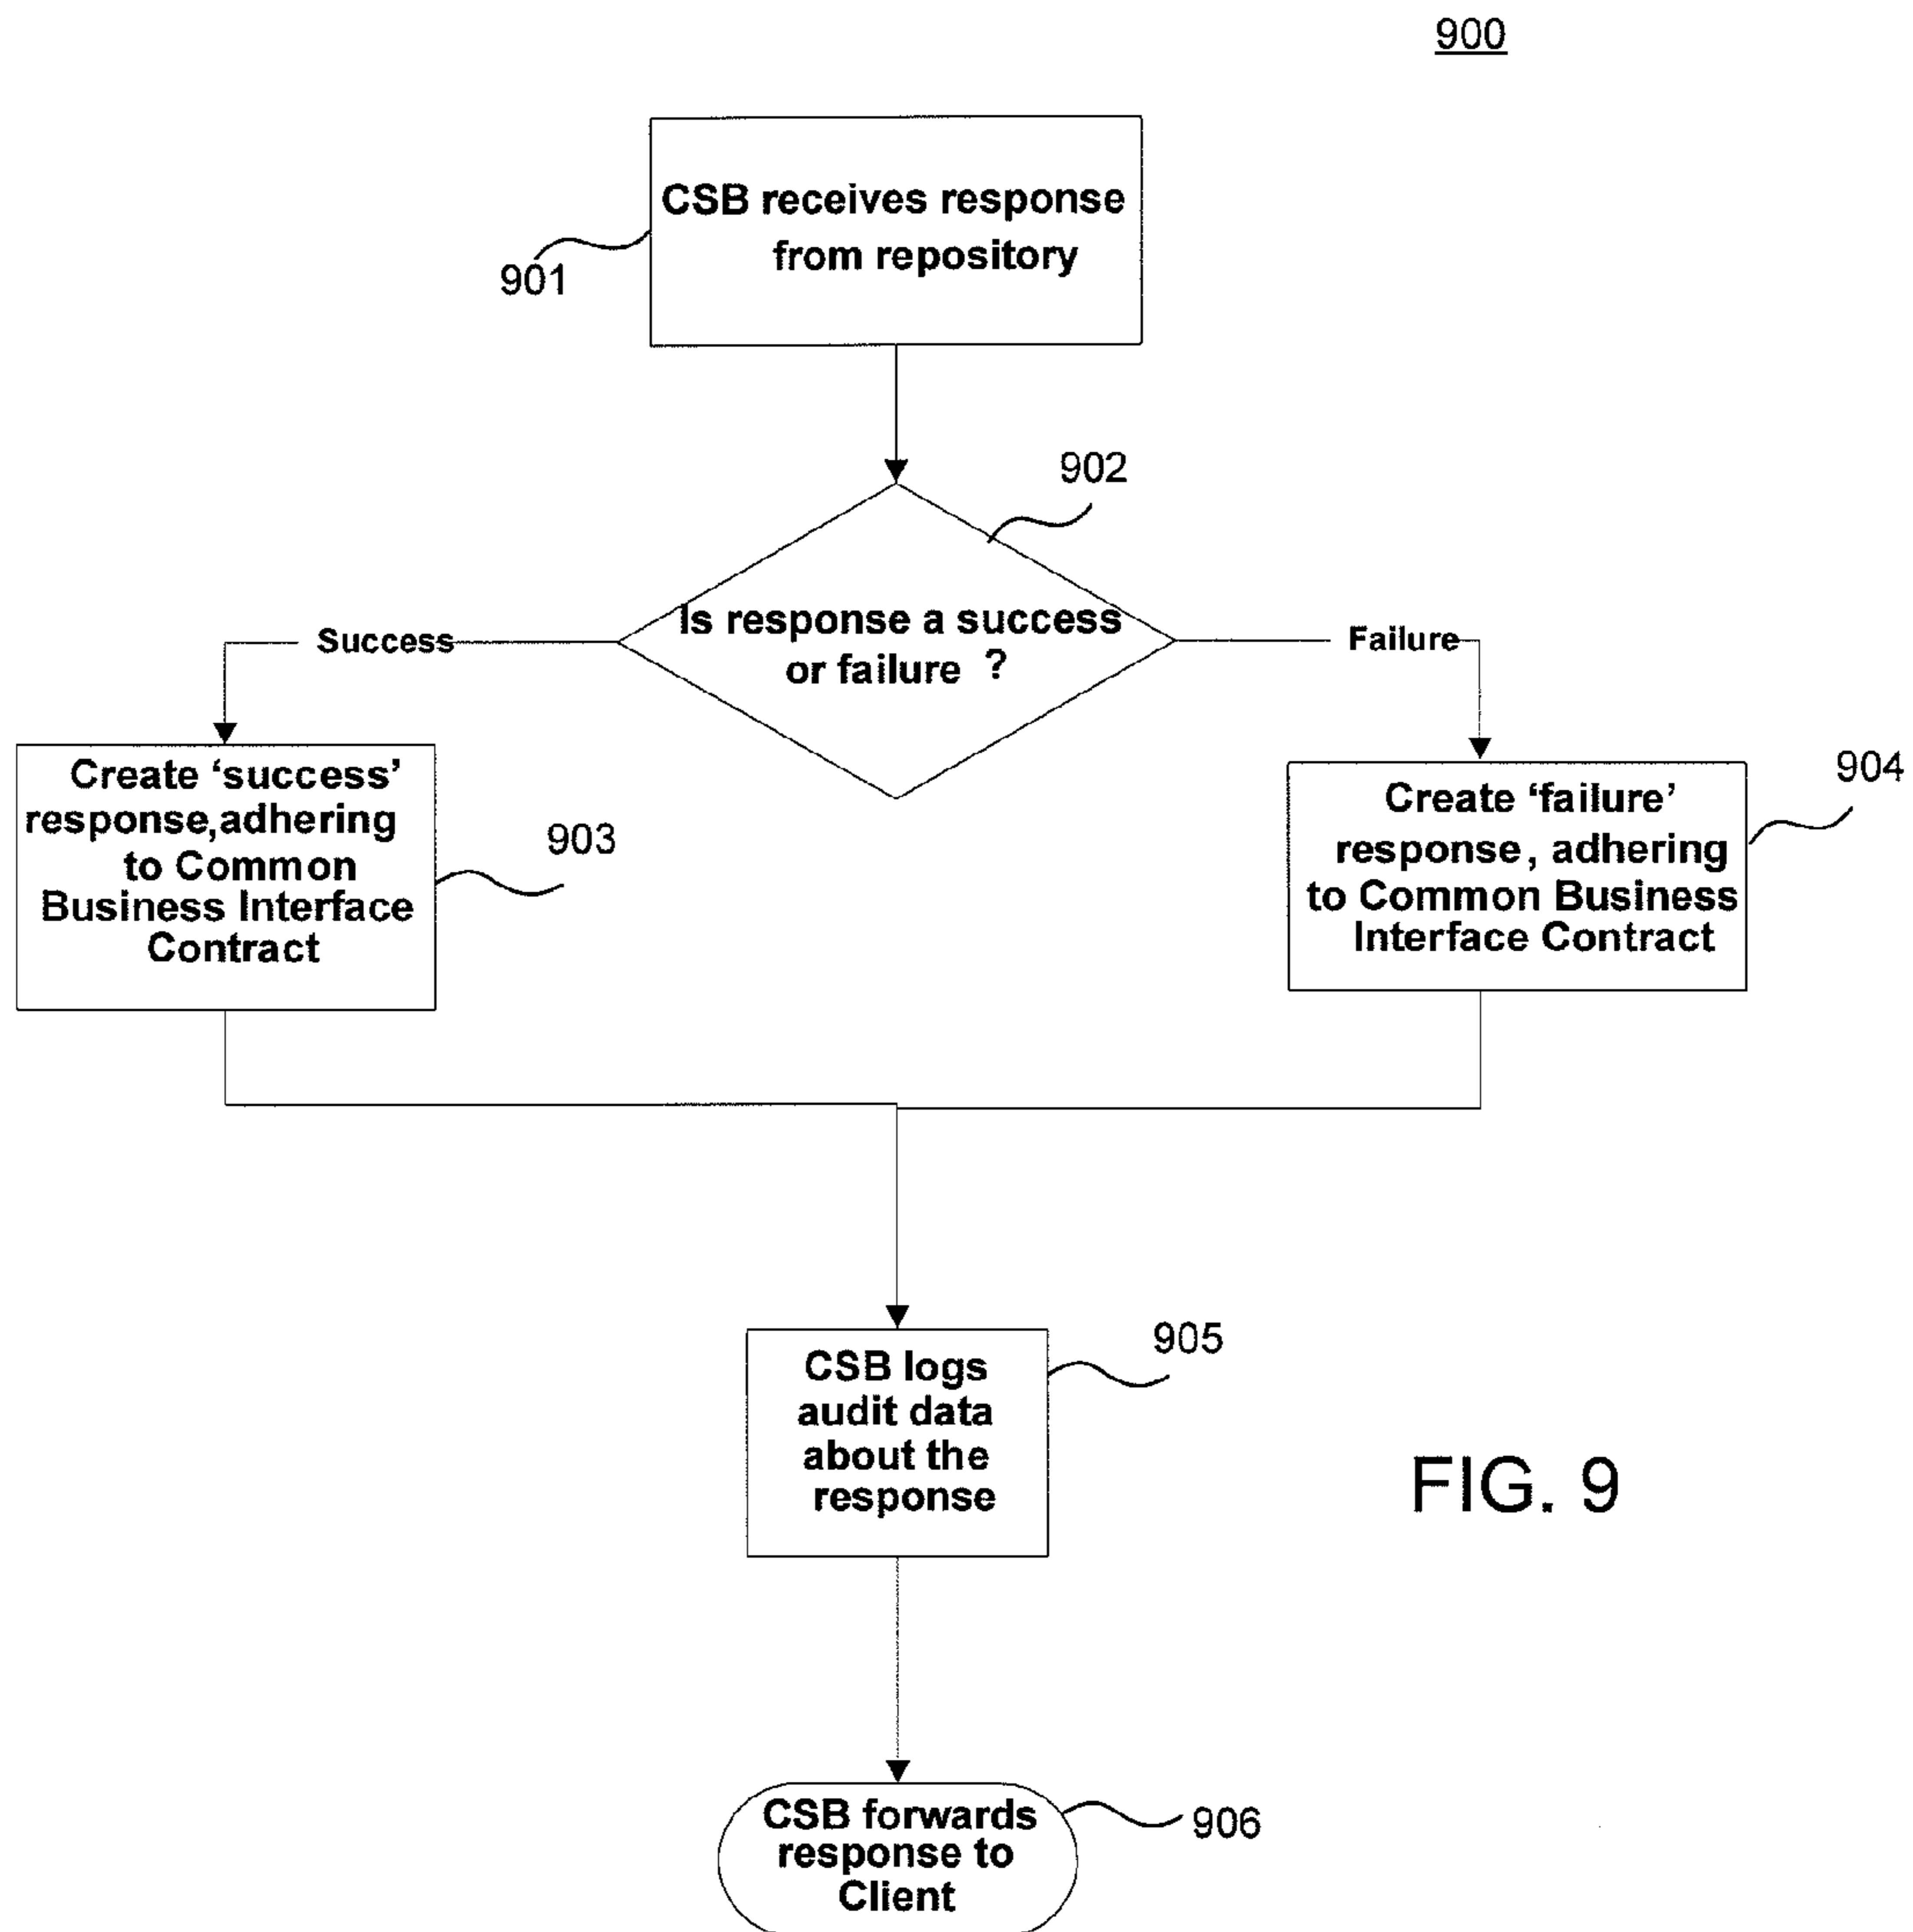 900
CSB receives response
from repository
901
902
Is response a success
or failure ?
Success
Failure
Create ‘success’
response,adhering
to Common
Business Interface
Contract
903
Create ‘failure’
response, adhering
to Common Business
Interface Contract
904
CSB logs
audit data
about the
response
905
FIG. 9
CSB forwards
response to
Client
906